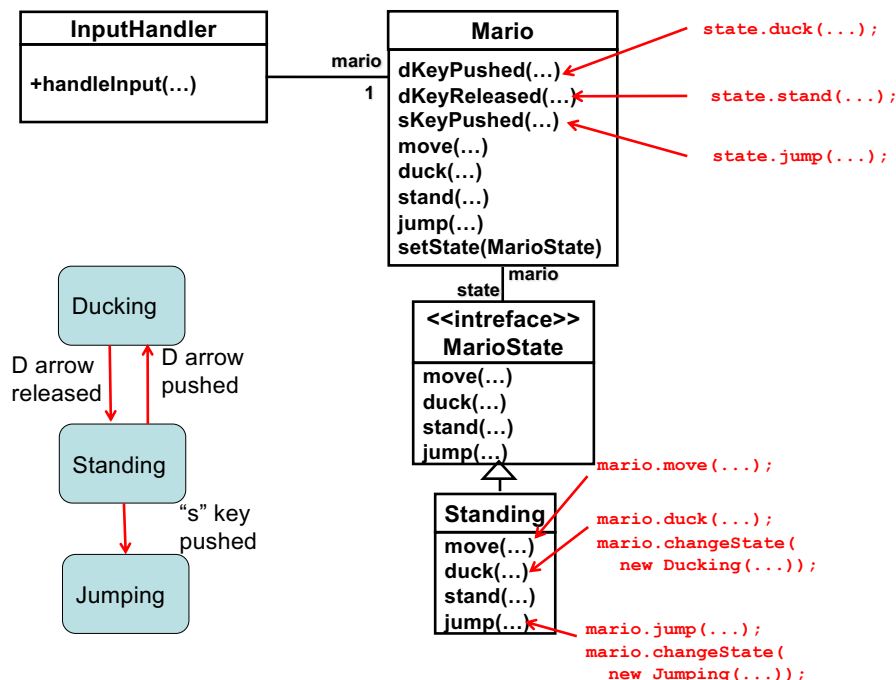 InputHandler
+handleInput(…)
mario
1
Mario
dKeyPushed(…)
dKeyReleased(…)
sKeyPushed(…)
move(…)
duck(…)
stand(…)
jump(…)
setState(MarioState)
state.duck(...);
state.stand(...);
state.jump(...);
mario
state
<<intreface>>
MarioState
move(…)
duck(…)
stand(…)
jump(…)
Standing
move(…)
duck(…)
stand(…)
jump(…)
mario.move(...);
mario.duck(...);
mario.changeState(
new Ducking(...));
mario.jump(...);
mario.changeState(
new Jumping(...));
Ducking
D arrow
released
D arrow
pushed
Standing
“s” key
pushed
Jumping